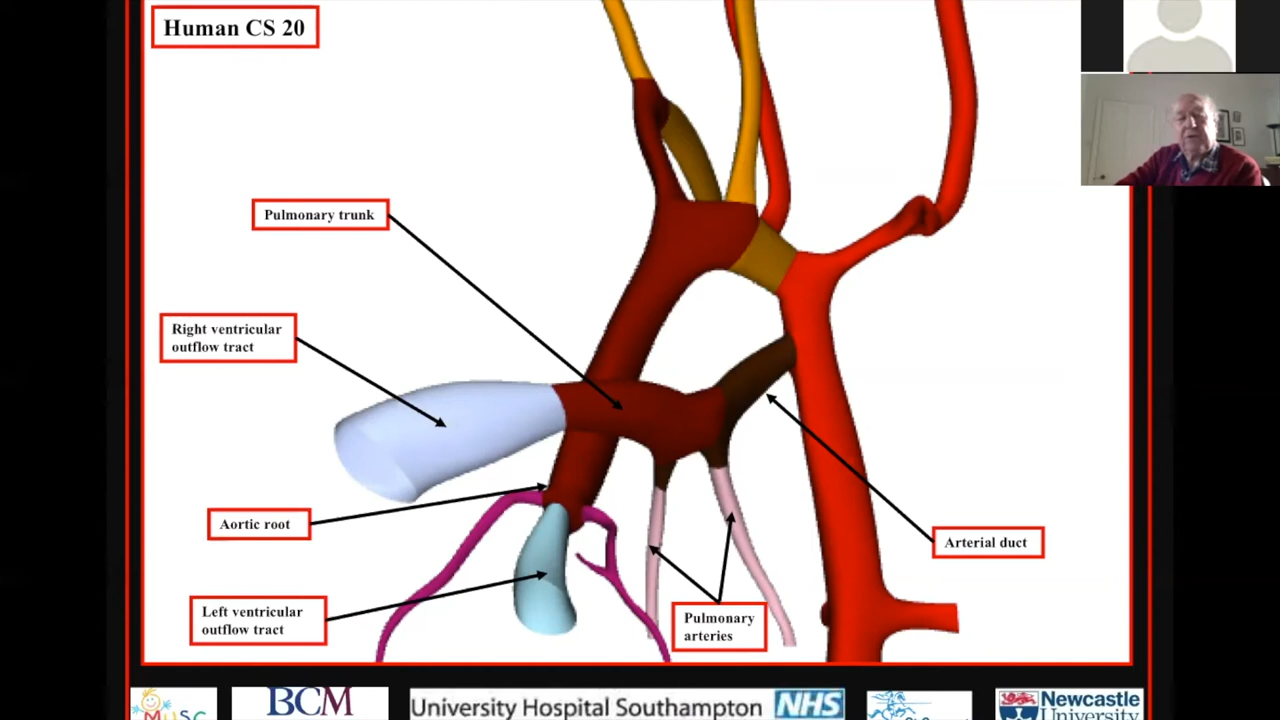 Human CS 20
Pulmonary trunk
Right ventricular
outflow tract
Aortic root
Arterial duct
Left ventricular
outflow tract
Pulmonary
arteries
MUSC
BCM
University Hospital Southampton
NHS
Newcastle
University